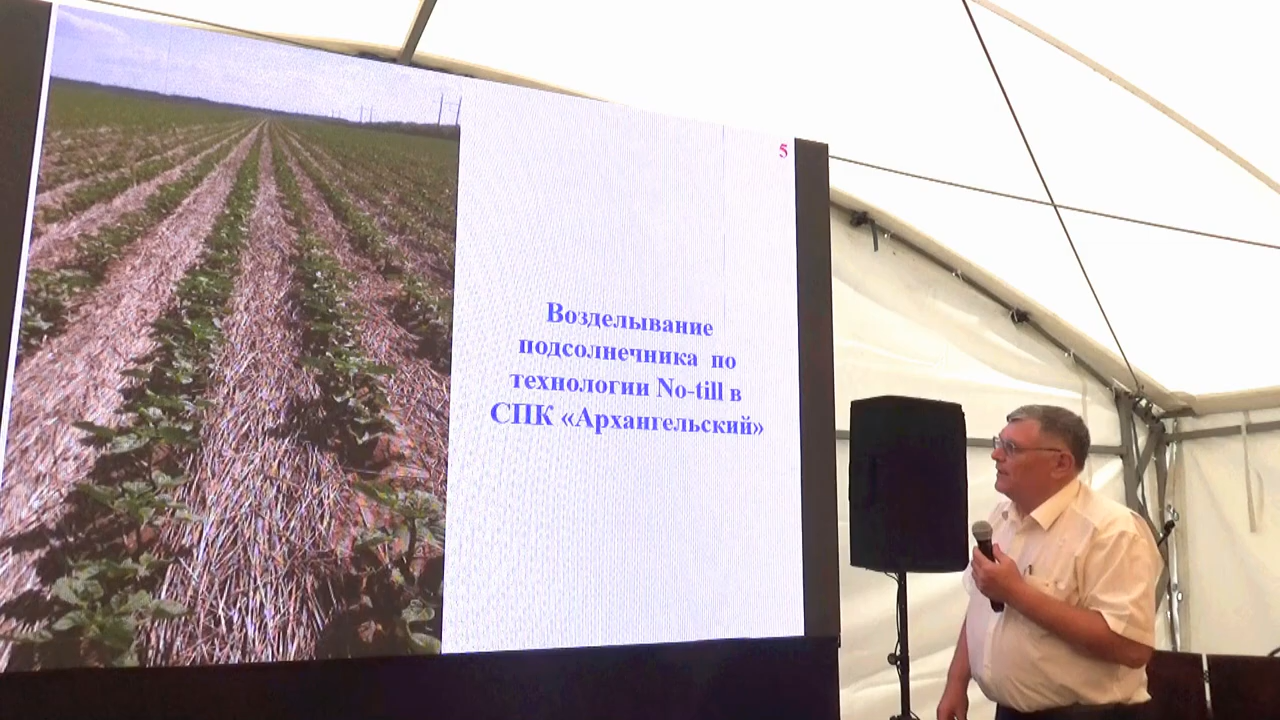 5
Возделывание
подсолнечника по
технологии No-till в
СПК «Архангельский»